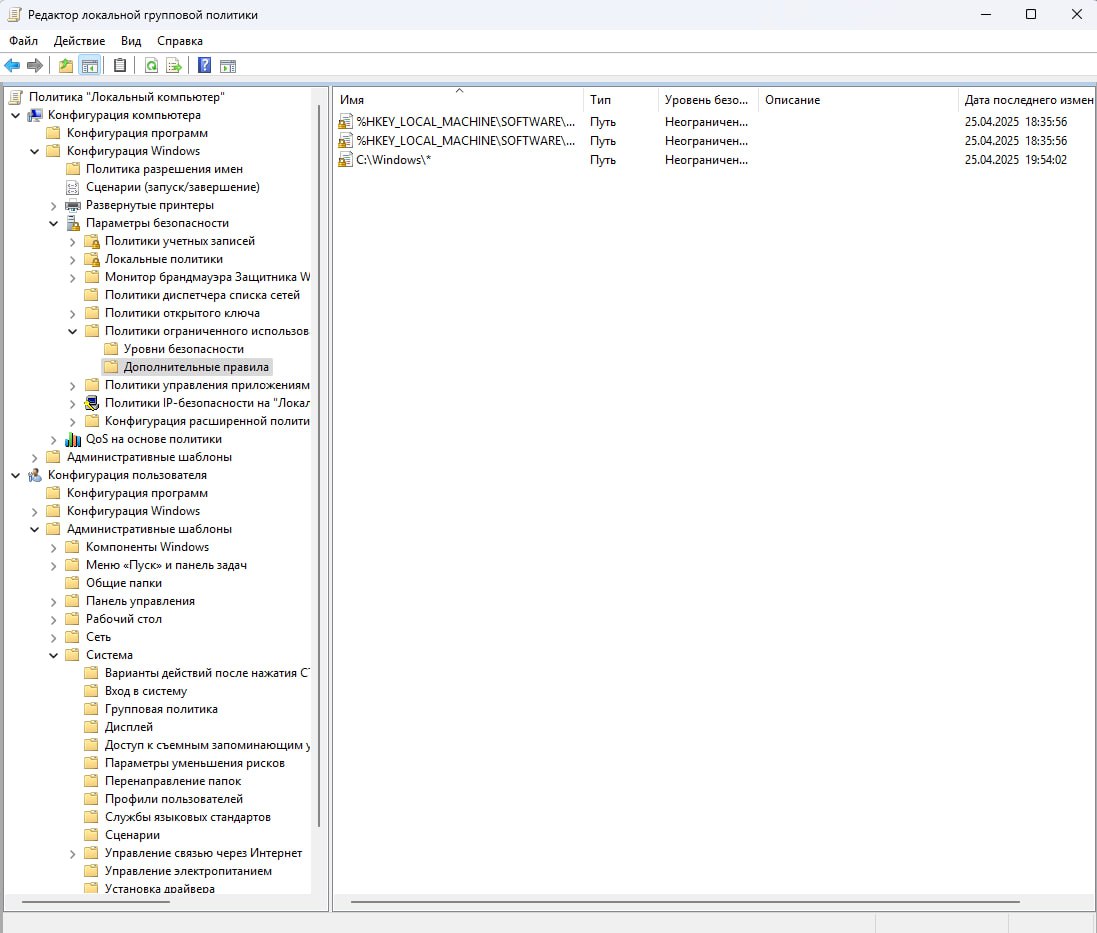 Редактор локальной групповой политики
Файл Действие Вид Справка
Политика "Локальный компьютер"
Конфигурация компьютера
Конфигурация программ
Конфигурация Windows
Политика разрешения имен
Сценарии (запуск/завершение)
Развернутые принтеры
Параметры безопасности
Политики учетных записей
Локальные политики
Монитор брандмауэра Защитника W
Политики диспетчера списка сетей
Политики открытого ключа
Политики ограниченного использов
Уровни безопасности
Дополнительные правила
Политики управления приложениям
Политики IP-безопасности на "Локал
Конфигурация расширенной полити
QoS на основе политики
Административные шаблоны
Конфигурация пользователя
Конфигурация программ
Конфигурация Windows
Административные шаблоны
Компоненты Windows
Меню «Пуск» и панель задач
Общие папки
Панель управления
Рабочий стол
Сеть
Система
Варианты действий после нажатия CT
Вход в систему
Групповая политика
Дисплей
Доступ к съемным запоминающим у
Параметры уменьшения рисков
Перенаправление папок
Профили пользователей
Службы языковых стандартов
Сценарии
Управление связью через Интернет
Управление электропитанием
Установка драйвера
Имя Тип Уровень безо... Описание Дата последнего измен
%HKEY_LOCAL_MACHINE\SOFTWARE\... Путь Неограничен... 25.04.2025 18:35:56
%HKEY_LOCAL_MACHINE\SOFTWARE\... Путь Неограничен... 25.04.2025 18:35:56
C:\Windows\* Путь Неограничен... 25.04.2025 19:54:02